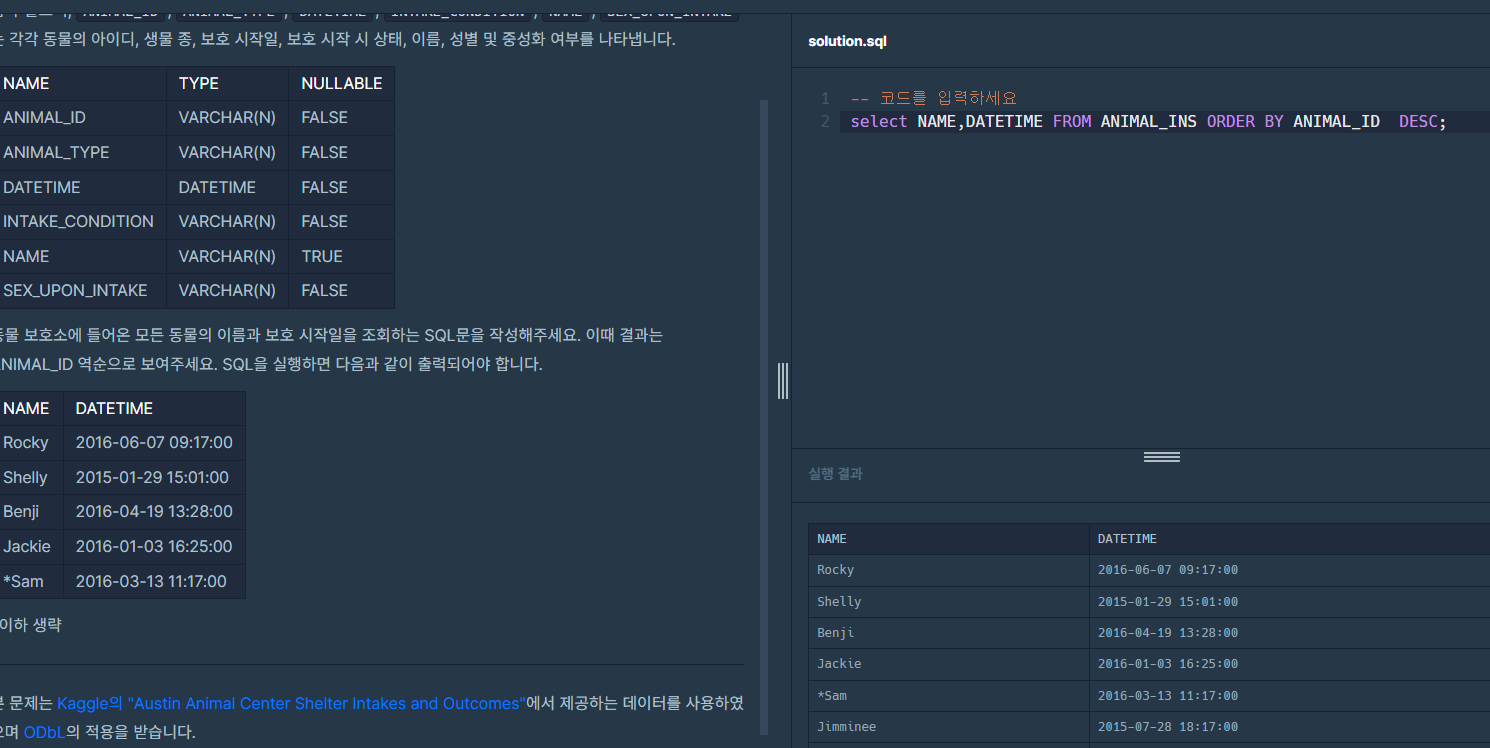 ANIMAL_ID , ANIMAL_TYPE , DATETIME , INTAKE_CONDITION , NAME , SEX_UPON_INTAKE
는 각각 동물의 아이디, 생물 종, 보호 시작일, 보호 시작 시 상태, 이름, 성별 및 중성화 여부를 나타냅니다.
NAME TYPE NULLABLE
ANIMAL_ID VARCHAR(N) FALSE
ANIMAL_TYPE VARCHAR(N) FALSE
DATETIME DATETIME FALSE
INTAKE_CONDITION VARCHAR(N) FALSE
NAME VARCHAR(N) TRUE
SEX_UPON_INTAKE VARCHAR(N) FALSE
동물 보호소에 들어온 모든 동물의 이름과 보호 시작일을 조회하는 SQL문을 작성해주세요. 이때 결과는
ANIMAL_ID 역순으로 보여주세요. SQL을 실행하면 다음과 같이 출력되어야 합니다.
NAME DATETIME
Rocky 2016-06-07 09:17:00
Shelly 2015-01-29 15:01:00
Benji 2016-04-19 13:28:00
Jackie 2016-01-03 16:25:00
*Sam 2016-03-13 11:17:00
이하 생략
본 문제는 Kaggle의 "Austin Animal Center Shelter Intakes and Outcomes"에서 제공하는 데이터를 사용하였
으며 ODbL의 적용을 받습니다.
solution.sql
1 -- 코드를 입력하세요
2 select NAME,DATETIME FROM ANIMAL_INS ORDER BY ANIMAL_ID  DESC;
실행 결과
NAME DATETIME
Rocky 2016-06-07 09:17:00
Shelly 2015-01-29 15:01:00
Benji 2016-04-19 13:28:00
Jackie 2016-01-03 16:25:00
*Sam 2016-03-13 11:17:00
Jimminee 2015-07-28 18:17:00